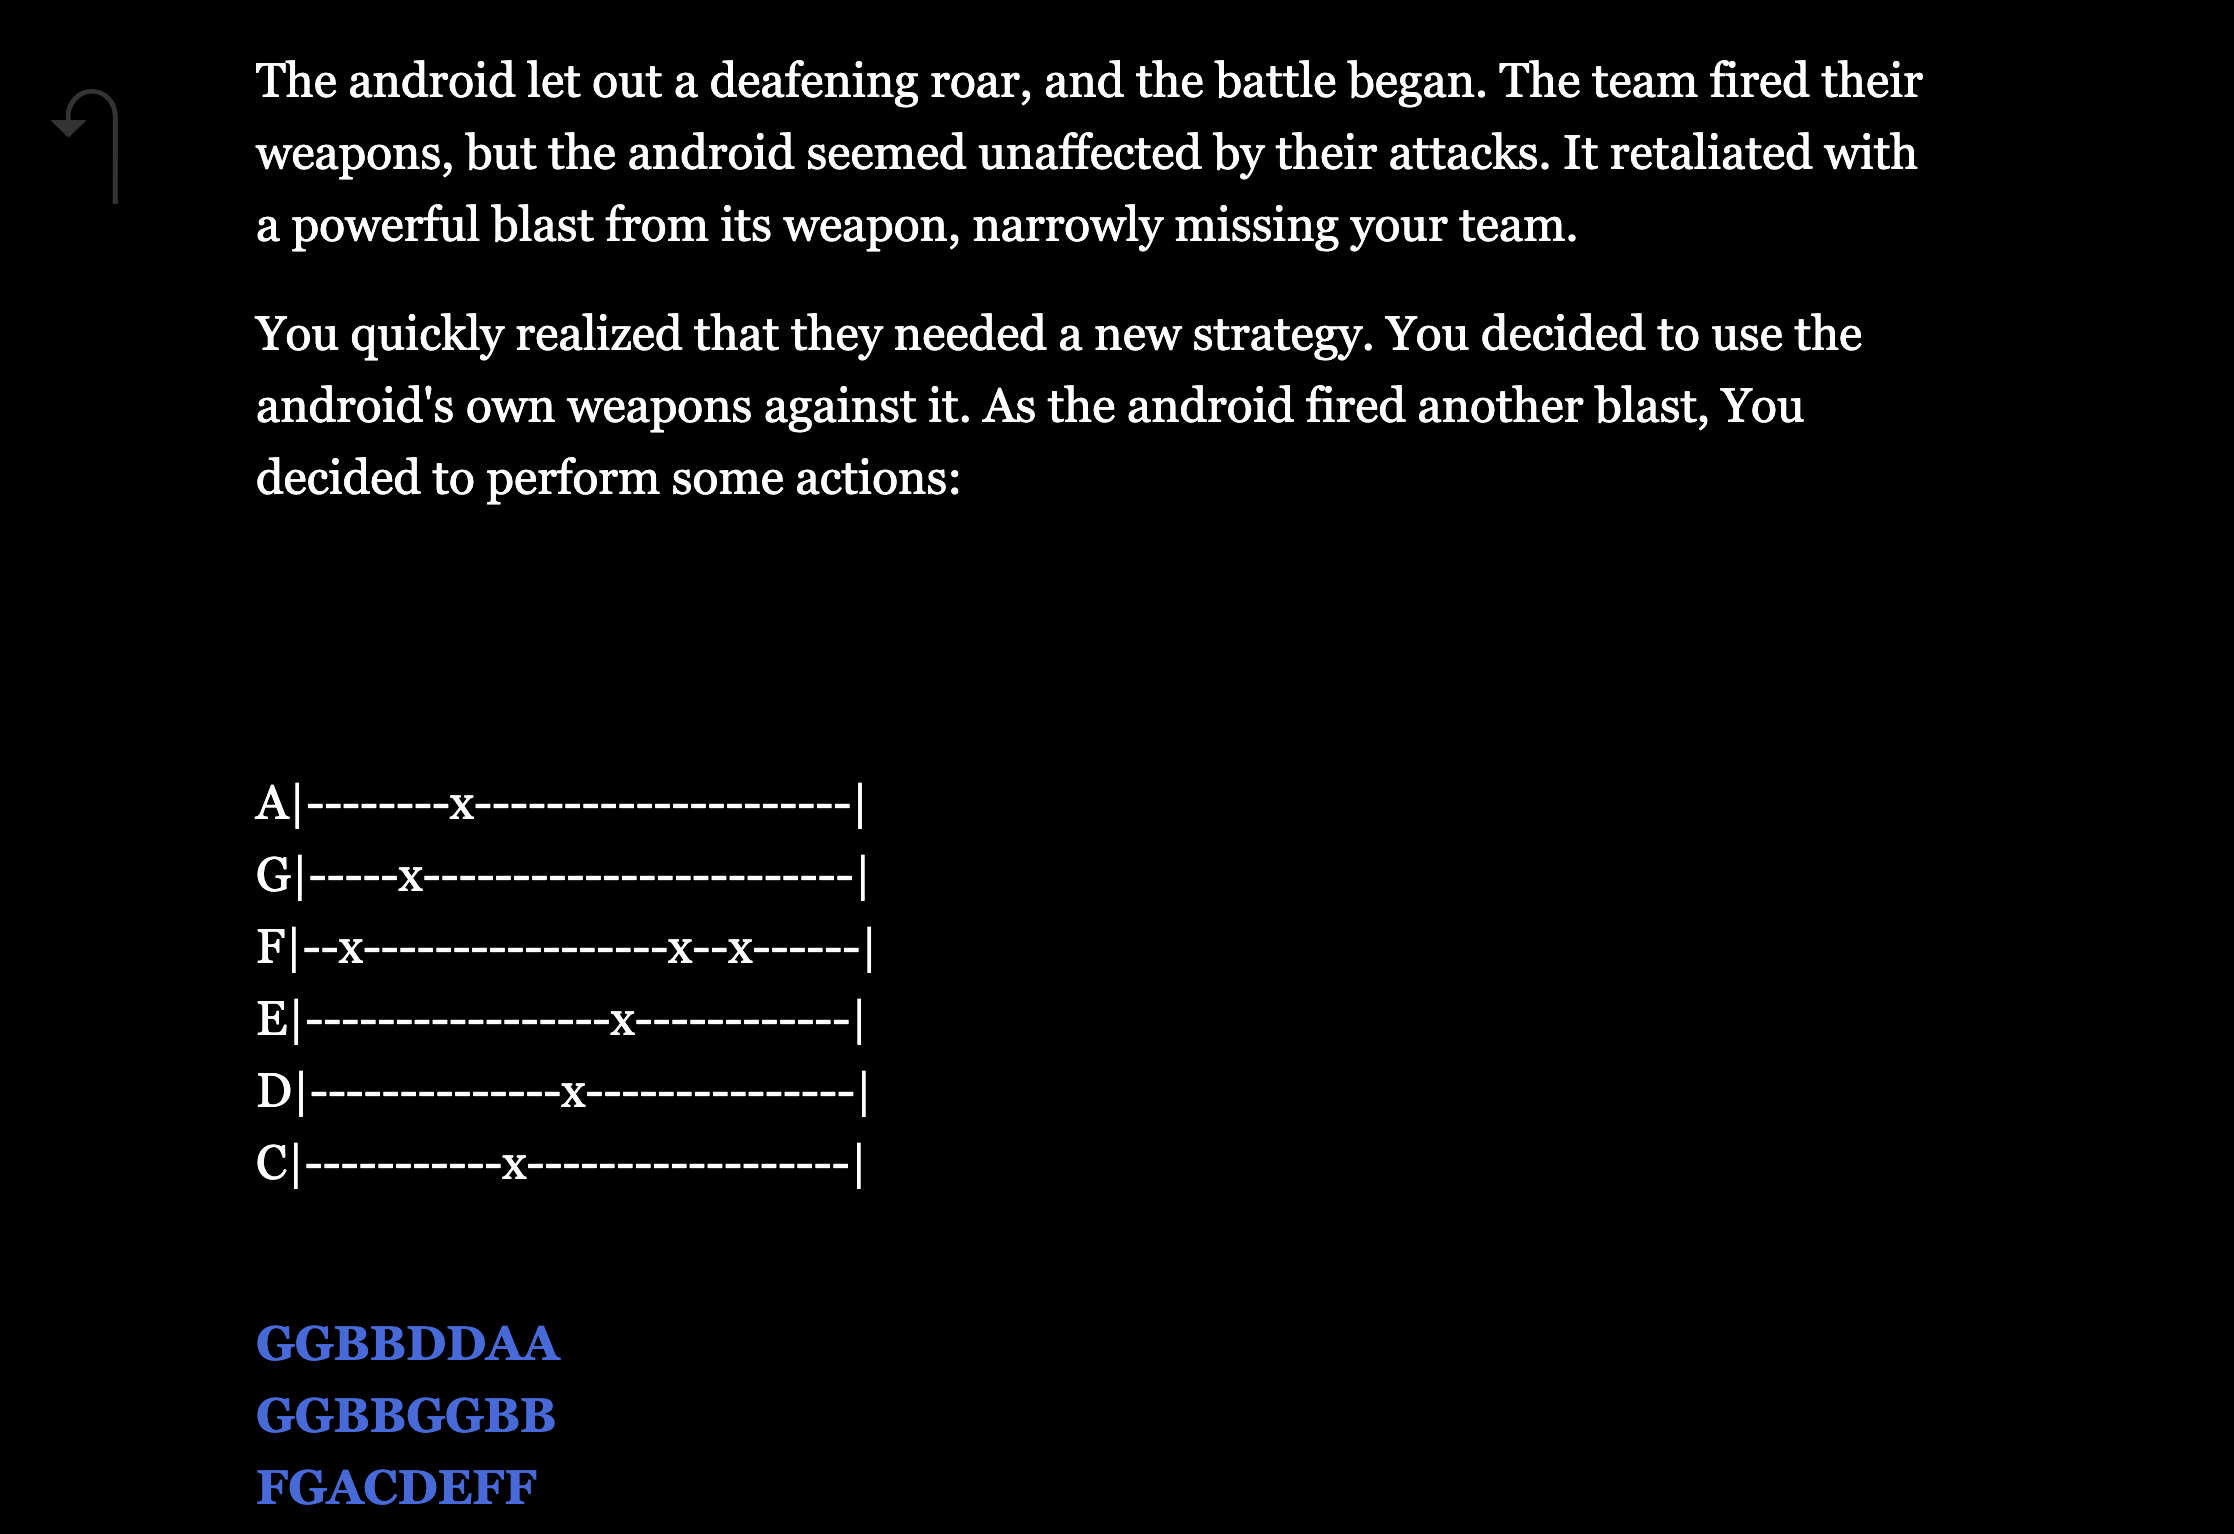 The android let out a deafening roar, and the battle began. The team fired their
weapons, but the android seemed unaffected by their attacks. It retaliated with
a powerful blast from its weapon, narrowly missing your team.
You quickly realized that they needed a new strategy. You decided to use the
android's own weapons against it. As the android fired another blast, You
decided to perform some actions:
A|--------x---------------------|
G|-----x------------------------|
F|--x-----------------x--x------|
E|-----------------x------------|
D|--------------x---------------|
C|-----------x------------------|
GGBBDDAA
GGBBGGBB
FGACDEFF